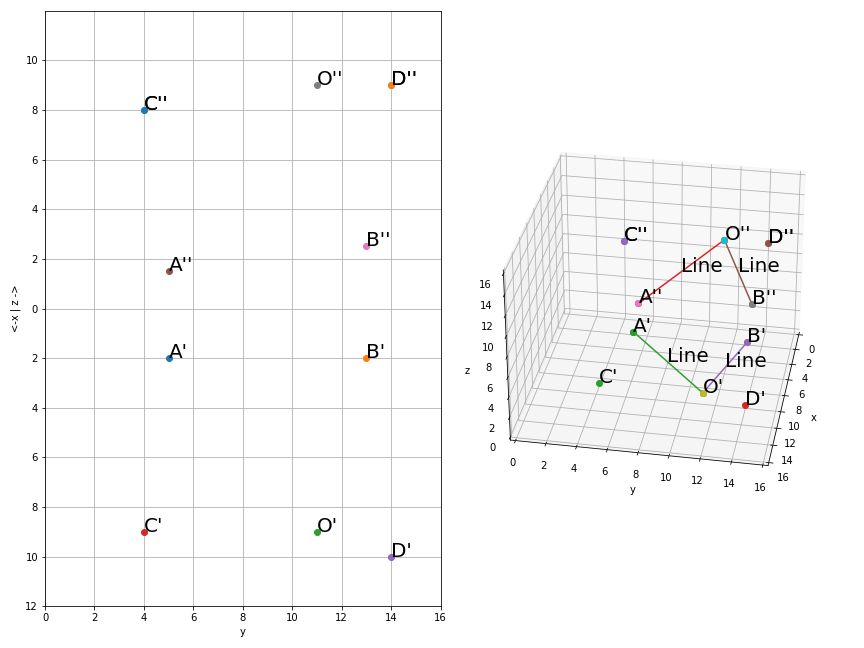 10
8
6
4
2
0
2
4
6
8
10
12
0 2 4 6 8 10 12 14 16
y
<-x | z ->
C''
O''
D''
B''
A''
A'
B'
C'
O'
D'
C''
O''
D''
Line
Line
A''
B''
A'
B'
Line
Line
C'
O'
D'
16
14
12
10
8
6
4
2
0
z
0 2 4 6 8 10 12 14 16
y
0
2
4
6
8
10
12
14
16
x